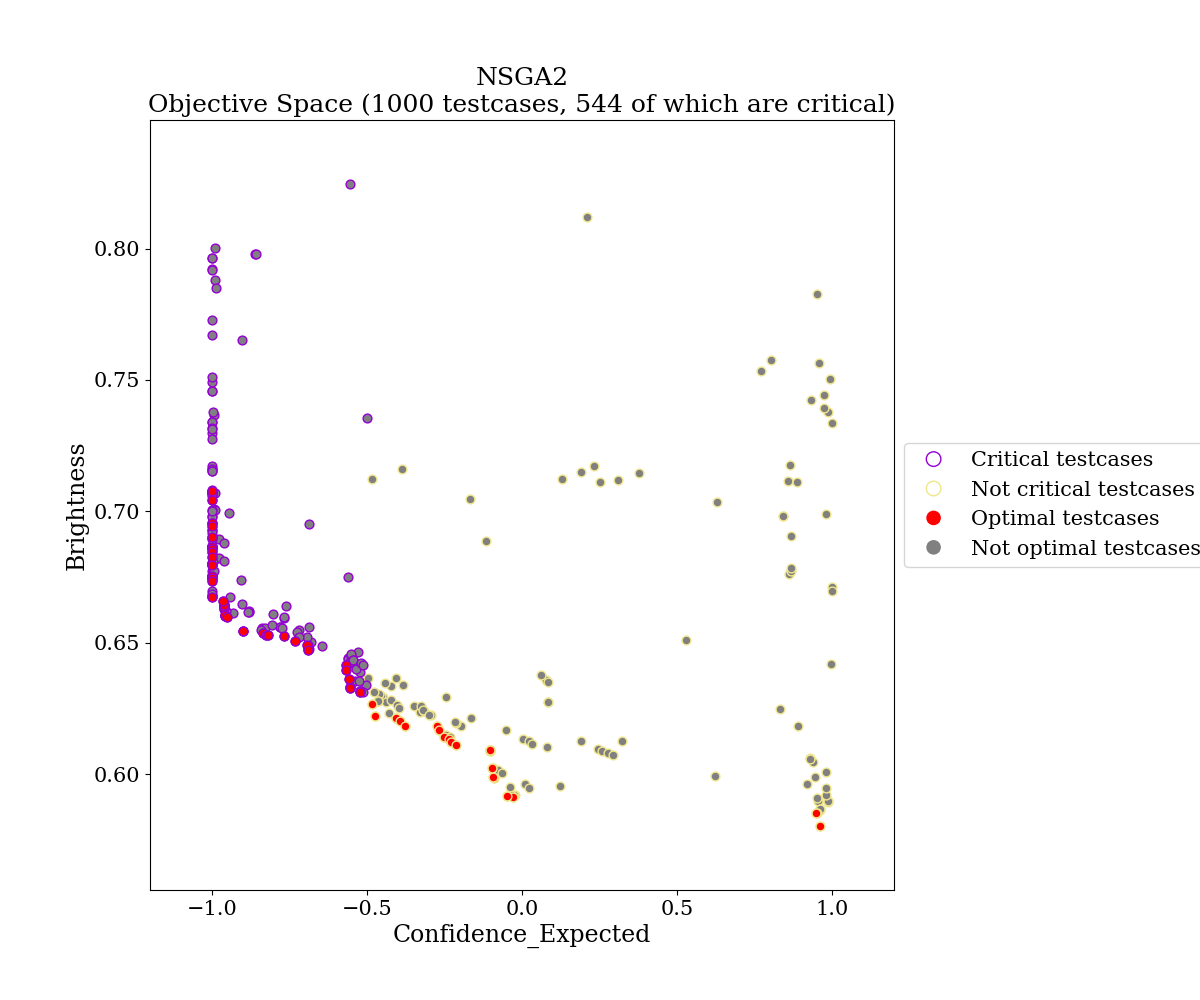 NSGA2
Objective Space (1000 testcases, 544 of which are critical)
0.80
0.75
0.70
0.65
0.60
Brightness
−1.0
−0.5
0.0
0.5
1.0
Confidence_Expected
Critical testcases
Not critical testcases
Optimal testcases
Not optimal testcases